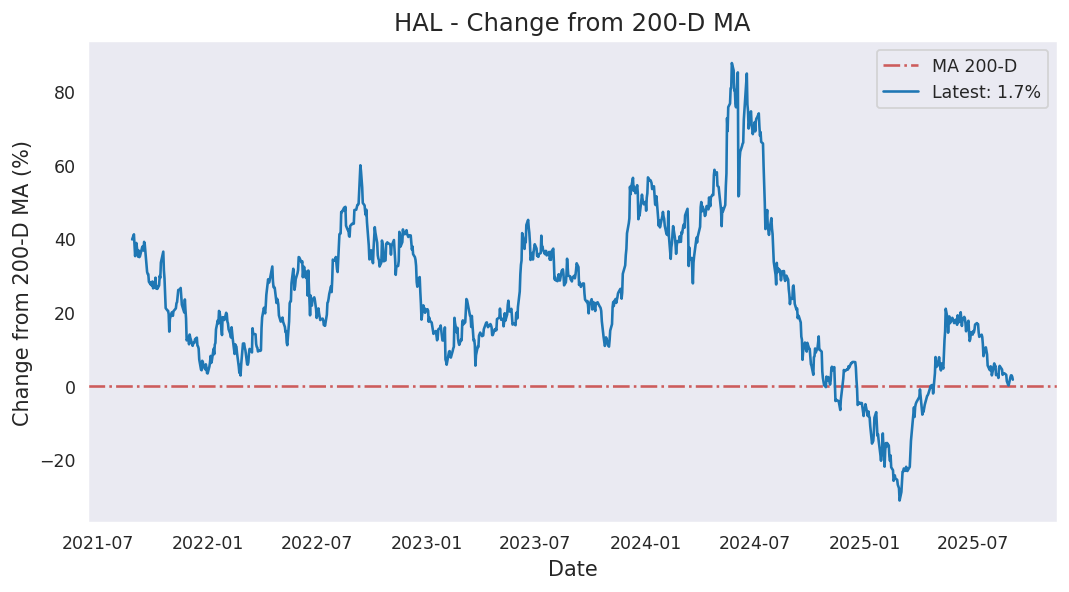 HAL - Change from 200-D MA
MA 200-D
Latest: 1.7%
Change from 200-D MA (%)
80
60
40
20
0
−20
2021-07 2022-01 2022-07 2023-01 2023-07 2024-01 2024-07 2025-01 2025-07
Date